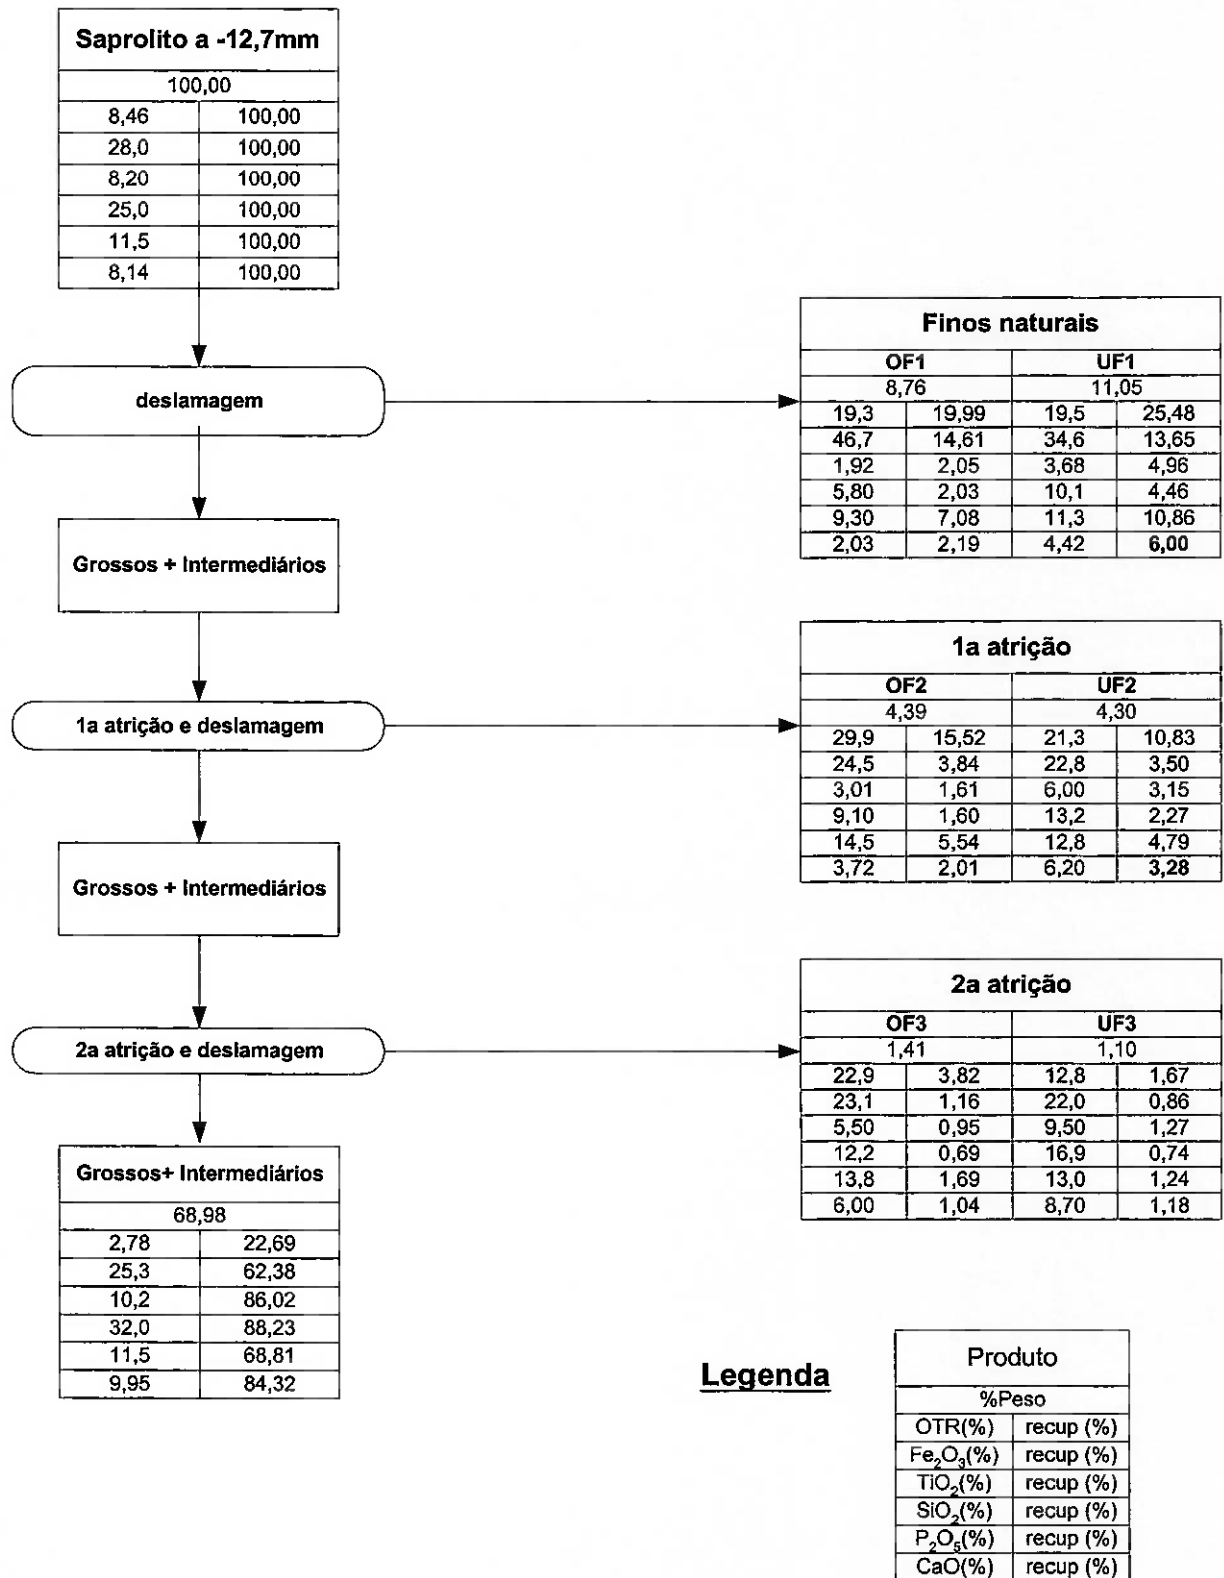 Saprolito a -12,7mm
100,00
8,46 100,00
28,0 100,00
8,20 100,00
25,0 100,00
11,5 100,00
8,14 100,00
deslamagem
Finos naturais
OF1 UF1
8,76 11,05
19,3 19,99 19,5 25,48
46,7 14,61 34,6 13,65
1,92 2,05 3,68 4,96
5,80 2,03 10,1 4,46
9,30 7,08 11,3 10,86
2,03 2,19 4,42 6,00
Grossos + Intermediários
1a atrição e deslamagem
1a atrição
OF2 UF2
4,39 4,30
29,9 15,52 21,3 10,83
24,5 3,84 22,8 3,50
3,01 1,61 6,00 3,15
9,10 1,60 13,2 2,27
14,5 5,54 12,8 4,79
3,72 2,01 6,20 3,28
Grossos + Intermediários
2a atrição e deslamagem
2a atrição
OF3 UF3
1,41 1,10
22,9 3,82 12,8 1,67
23,1 1,16 22,0 0,86
5,50 0,95 9,50 1,27
12,2 0,69 16,9 0,74
13,8 1,69 13,0 1,24
6,00 1,04 8,70 1,18
Grossos+ Intermediários
68,98
2,78 22,69
25,3 62,38
10,2 86,02
32,0 88,23
11,5 68,81
9,95 84,32
Legenda
Produto
%Peso
OTR(%) recup (%)
Fe₂O₃(%) recup (%)
TiO₂(%) recup (%)
SiO₂(%) recup (%)
P₂O₅(%) recup (%)
CaO(%) recup (%)